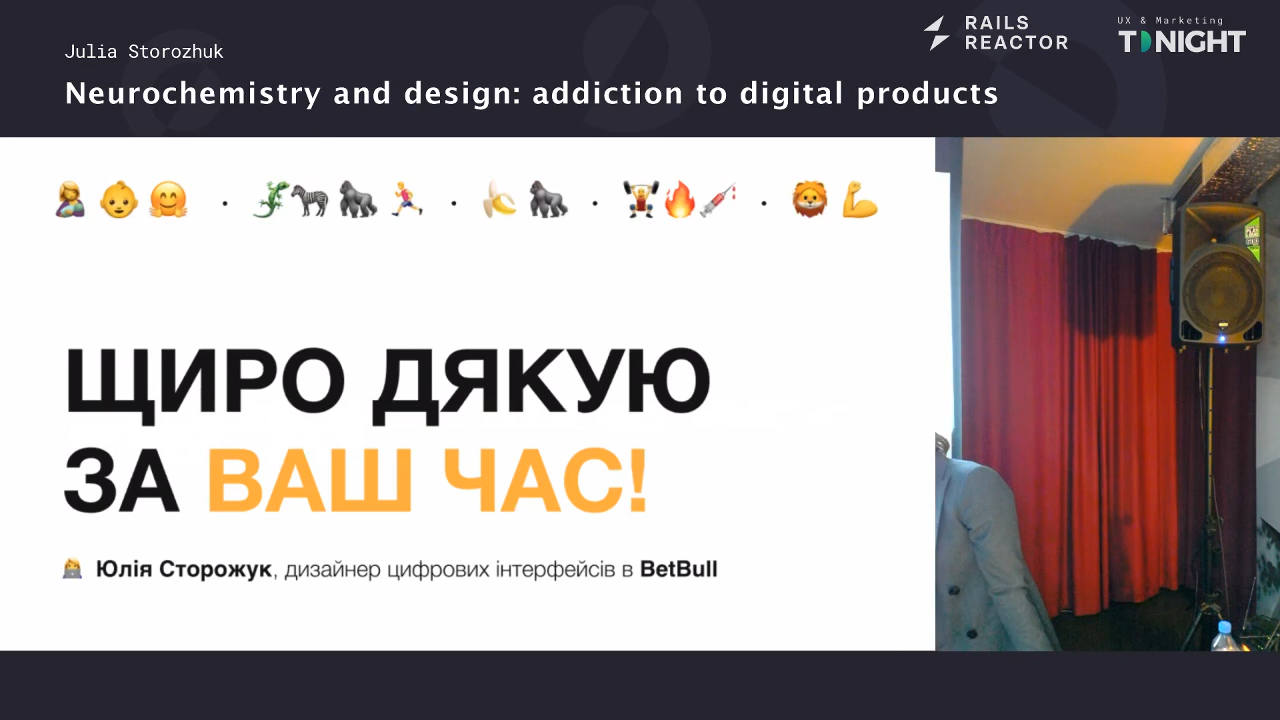 Julia Storozhuk
Neurochemistry and design: addiction to digital products
RAILS
REACTOR
UX & Marketing
TONIGHT
ЩИРО ДЯКУЮ
ЗА ВАШ ЧАС!
Юлія Сторожук, дизайнер цифрових інтерфейсів в BetBull